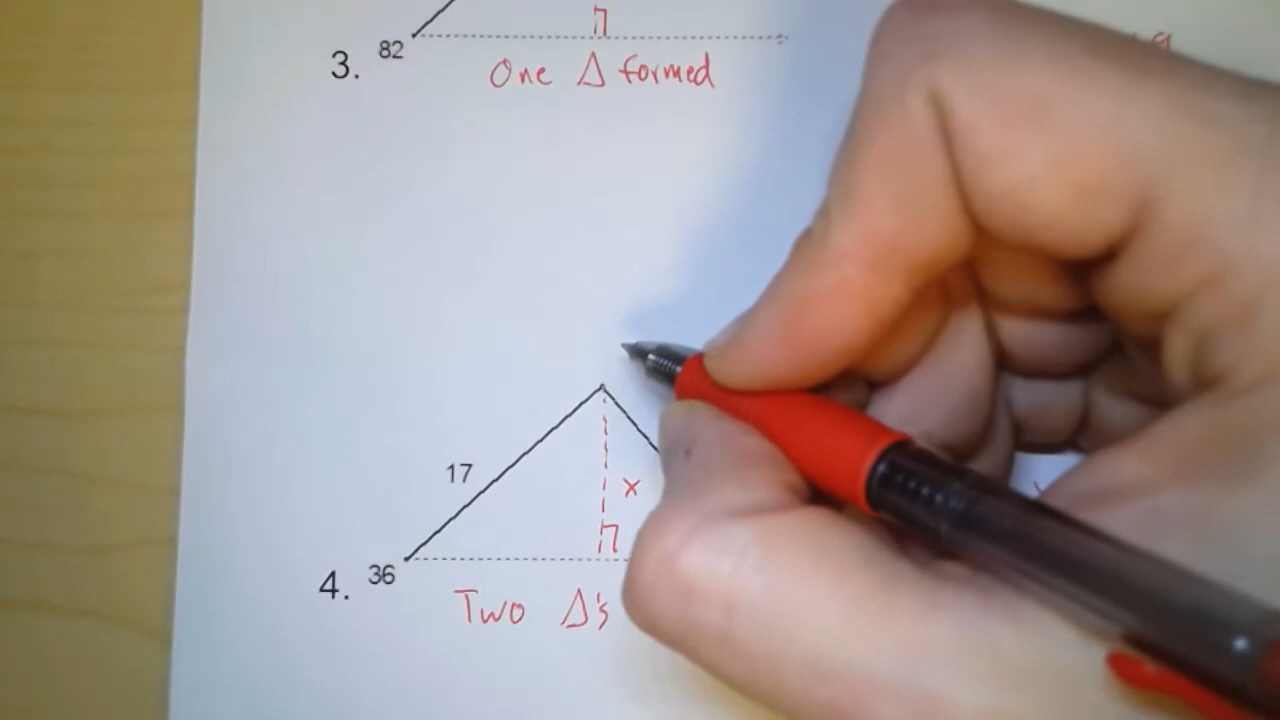 82
3.
One Δ formed
17
x
36
4.
Two Δ's